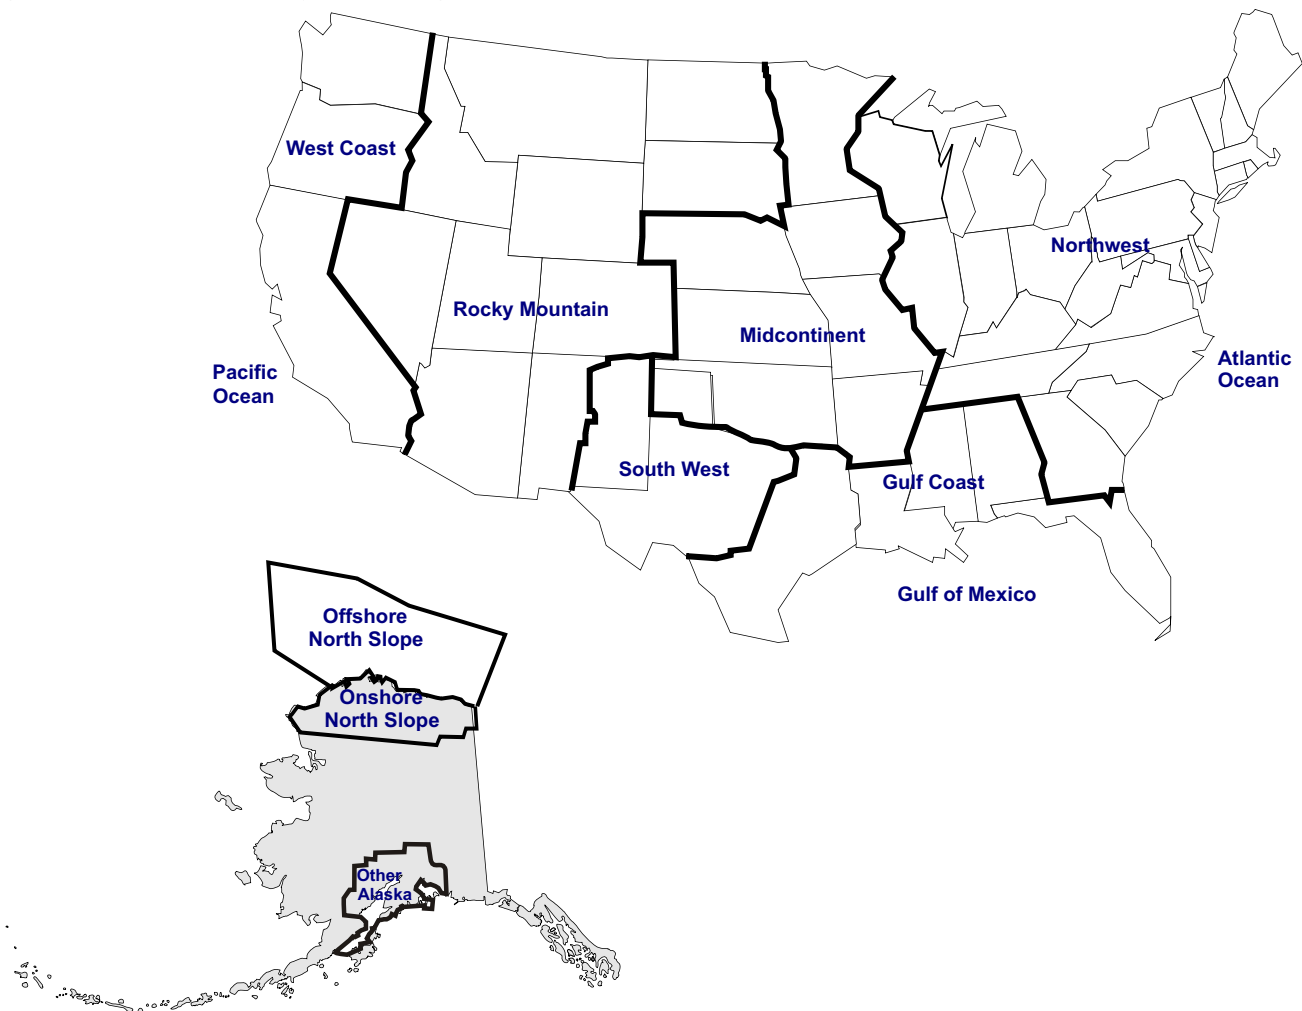 West Coast
Northwest
Rocky Mountain
Midcontinent
Pacific
Ocean
Atlantic
Ocean
South West
Gulf Coast
Gulf of Mexico
Offshore
North Slope
Onshore
North Slope
Other
Alaska